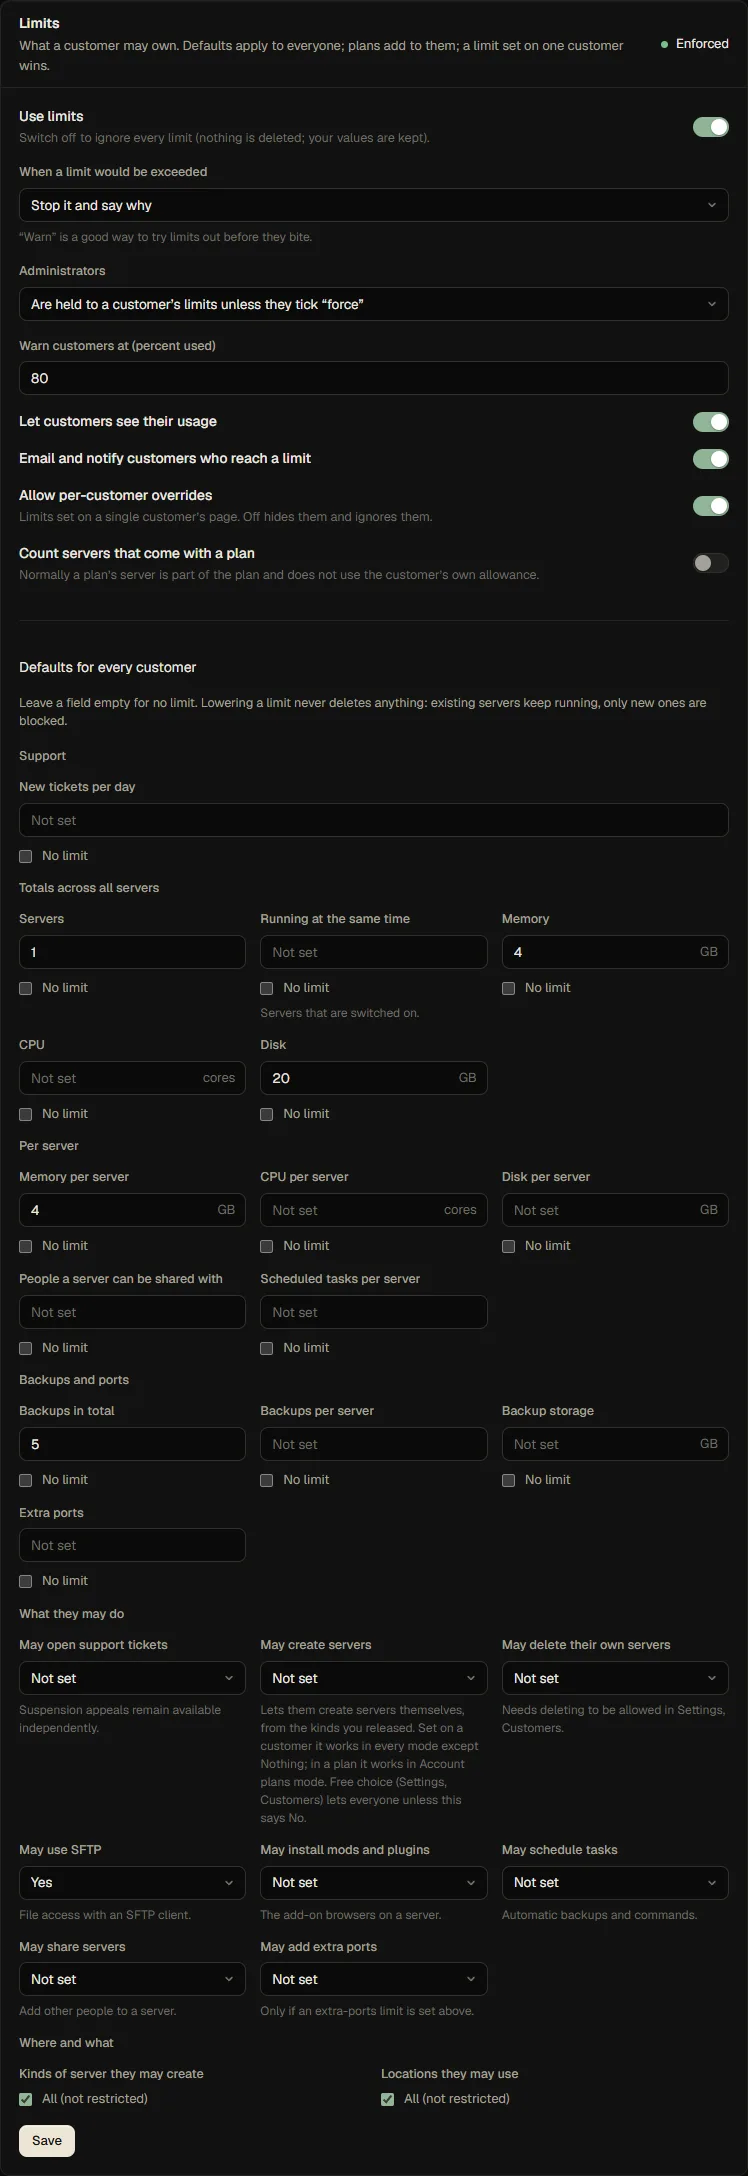 Limits
What a customer may own. Defaults apply to everyone; plans add to them; a limit set on one customer
wins.
Enforced
Use limits
Switch off to ignore every limit (nothing is deleted; your values are kept).
When a limit would be exceeded
Stop it and say why
“Warn” is a good way to try limits out before they bite.
Administrators
Are held to a customer’s limits unless they tick “force”
Warn customers at (percent used)
80
Let customers see their usage
Email and notify customers who reach a limit
Allow per-customer overrides
Limits set on a single customer's page. Off hides them and ignores them.
Count servers that come with a plan
Normally a plan's server is part of the plan and does not use the customer's own allowance.
Defaults for every customer
Leave a field empty for no limit. Lowering a limit never deletes anything: existing servers keep running, only new ones are
blocked.
Support
New tickets per day
Not set
No limit
Totals across all servers
Servers Running at the same time Memory
1 Not set 4 GB
No limit No limit No limit
Servers that are switched on.
CPU Disk
Not set cores 20 GB
No limit No limit
Per server
Memory per server CPU per server Disk per server
4 GB Not set cores Not set GB
No limit No limit No limit
People a server can be shared with Scheduled tasks per server
Not set Not set
No limit No limit
Backups and ports
Backups in total Backups per server Backup storage
5 Not set Not set GB
No limit No limit No limit
Extra ports
Not set
No limit
What they may do
May open support tickets
Not set
Suspension appeals remain available
independently.
May create servers
Not set
Lets them create servers themselves,
from the kinds you released. Set on a
customer it works in every mode except
Nothing; in a plan it works in Account
plans mode. Free choice (Settings,
Customers) lets everyone unless this
says No.
May delete their own servers
Not set
Needs deleting to be allowed in Settings,
Customers.
May use SFTP May install mods and plugins May schedule tasks
Yes Not set Not set
File access with an SFTP client. The add-on browsers on a server. Automatic backups and commands.
May share servers May add extra ports
Not set Not set
Add other people to a server. Only if an extra-ports limit is set above.
Where and what
Kinds of server they may create Locations they may use
All (not restricted) All (not restricted)
Save